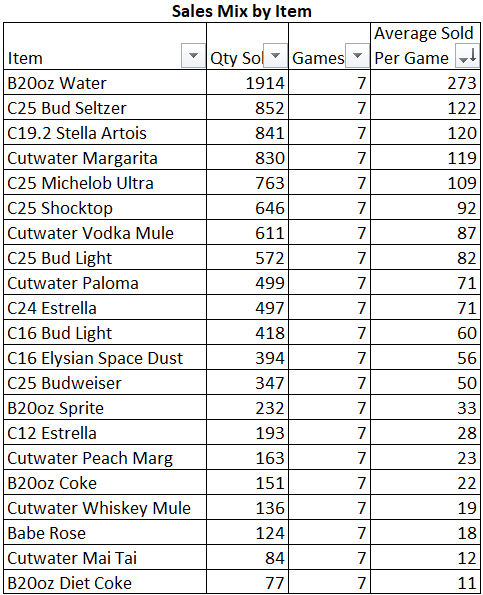 Sales Mix by Item
Item Qty Sol Games Average Sold Per Game
B20oz Water 1914 7 273
C25 Bud Seltzer 852 7 122
C19.2 Stella Artois 841 7 120
Cutwater Margarita 830 7 119
C25 Michelob Ultra 763 7 109
C25 Shocktop 646 7 92
Cutwater Vodka Mule 611 7 87
C25 Bud Light 572 7 82
Cutwater Paloma 499 7 71
C24 Estrella 497 7 71
C16 Bud Light 418 7 60
C16 Elysian Space Dust 394 7 56
C25 Budweiser 347 7 50
B20oz Sprite 232 7 33
C12 Estrella 193 7 28
Cutwater Peach Marg 163 7 23
B20oz Coke 151 7 22
Cutwater Whiskey Mule 136 7 19
Babe Rose 124 7 18
Cutwater Mai Tai 84 7 12
B20oz Diet Coke 77 7 11